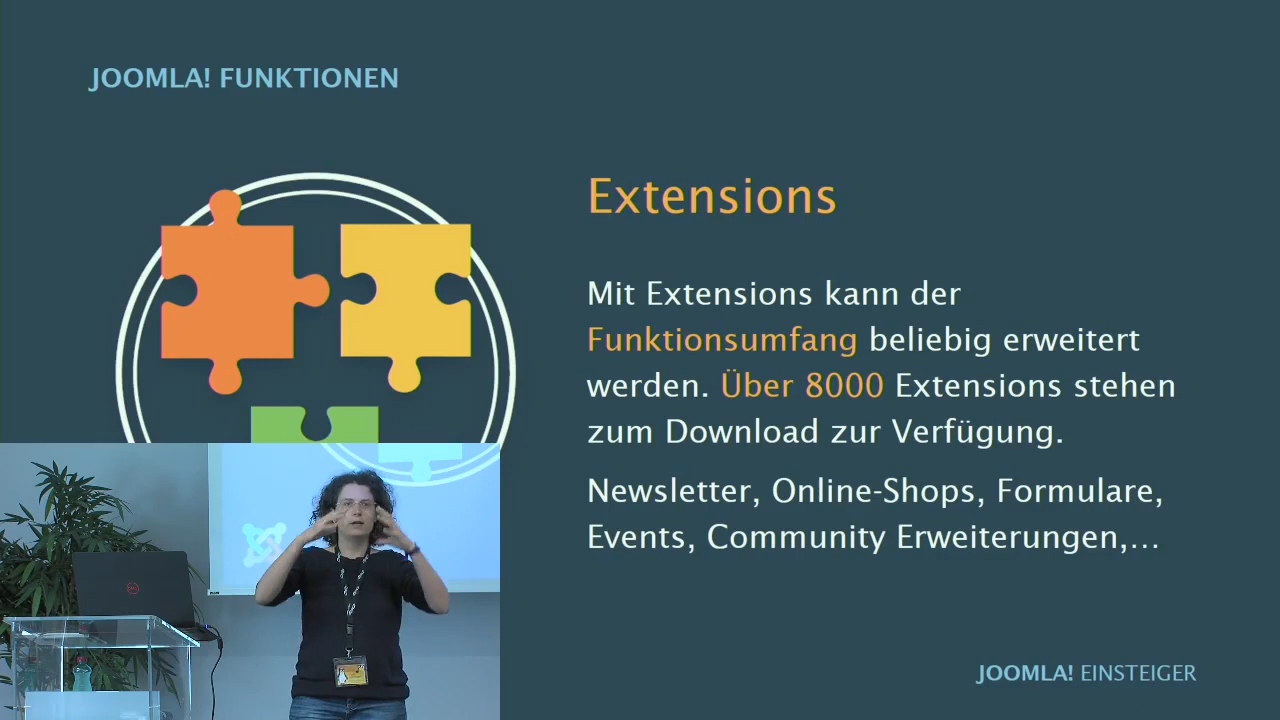 JOOMLA! FUNKTIONEN
Extensions
Mit Extensions kann der
Funktionsumfang beliebig erweitert
werden. Über 8000 Extensions stehen
zum Download zur Verfügung.
Newsletter, Online-Shops, Formulare,
Events, Community Erweiterungen,...
JOOMLA! EINSTEIGER